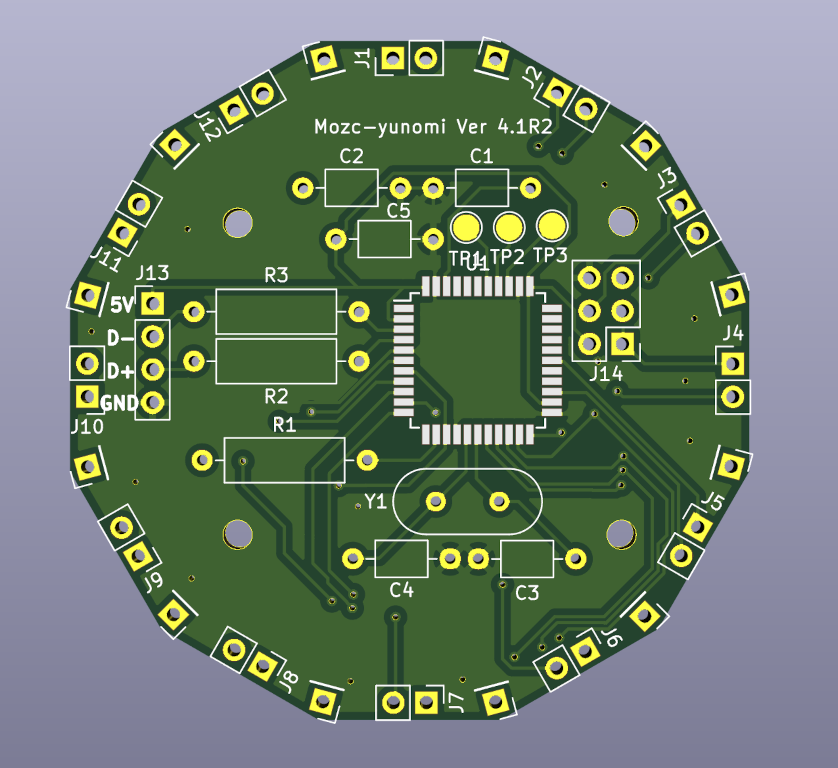 J1
J2
J12
Mozc-yunomi Ver 4.1R2
C2
C1
J3
C5
J11
TP1
TP2
TP3
U1
J13
R3
5V
D-
J4
D+
J14
R2
GND
J10
R1
Y1
J5
J9
C4
C3
J6
J8
J7